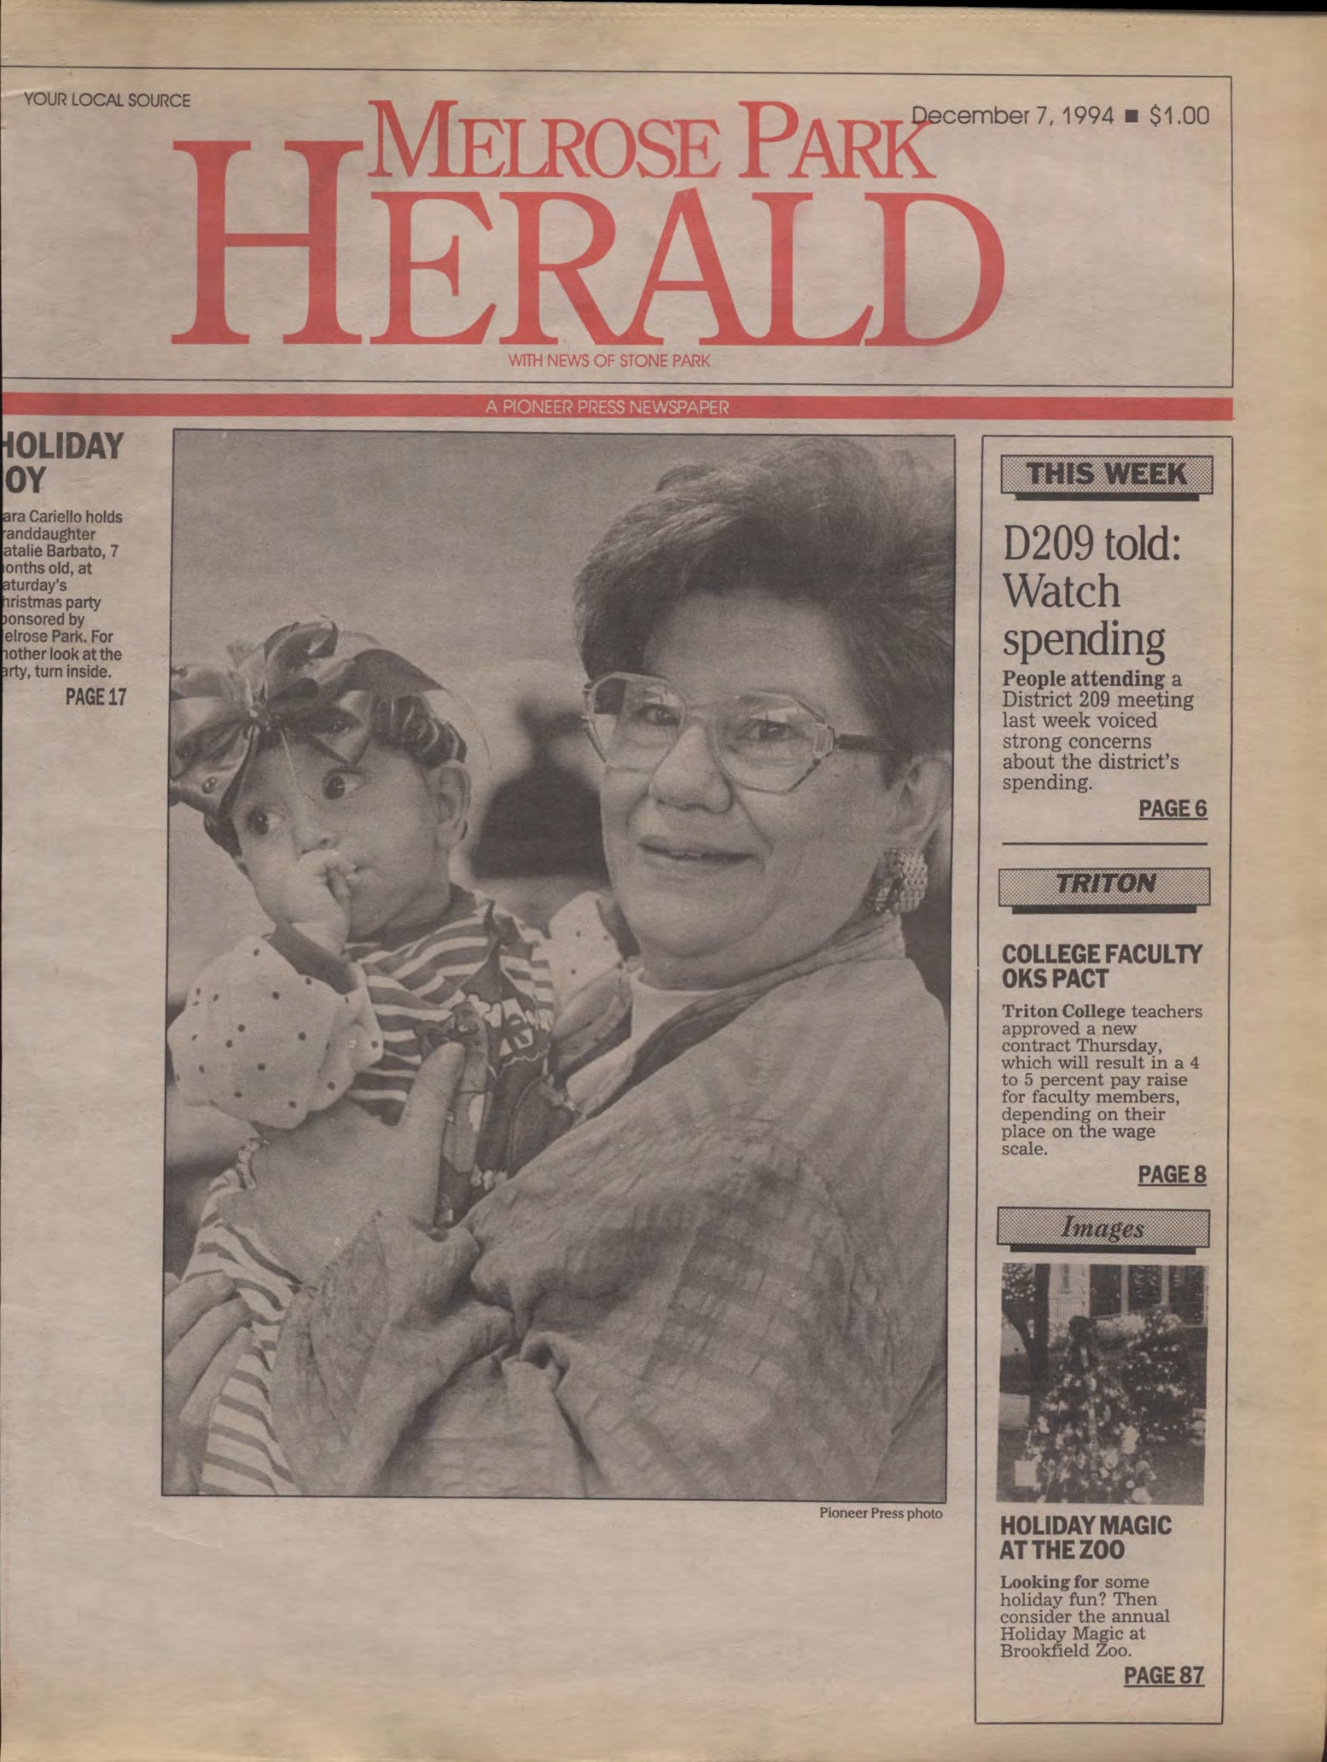 YOUR LOCAL SOURCE
December 7, 1994 ■ $1.00
MELROSE PARK
HERALD
WITH NEWS OF STONE PARK
A PIONEER PRESS NEWSPAPER
HOLIDAY
OY
ara Cariello holds
randdaughter
atalie Barbato, 7
onths old, at
aturday's
hristmas party
ponsored by
elrose Park. For
nother look at the
arty, turn inside.
PAGE 17
Pioneer Press photo
THIS WEEK
D209 told:
Watch
spending
People attending a
District 209 meeting
last week voiced
strong concerns
about the district's
spending.
PAGE 6
TRITON
COLLEGE FACULTY
OKS PACT
Triton College teachers
approved a new
contract Thursday,
which will result in a 4
to 5 percent pay raise
for faculty members,
depending on their
place on the wage
scale.
PAGE 8
Images
HOLIDAY MAGIC
AT THE ZOO
Looking for some
holiday fun? Then
consider the annual
Holiday Magic at
Brookfield Zoo.
PAGE 87